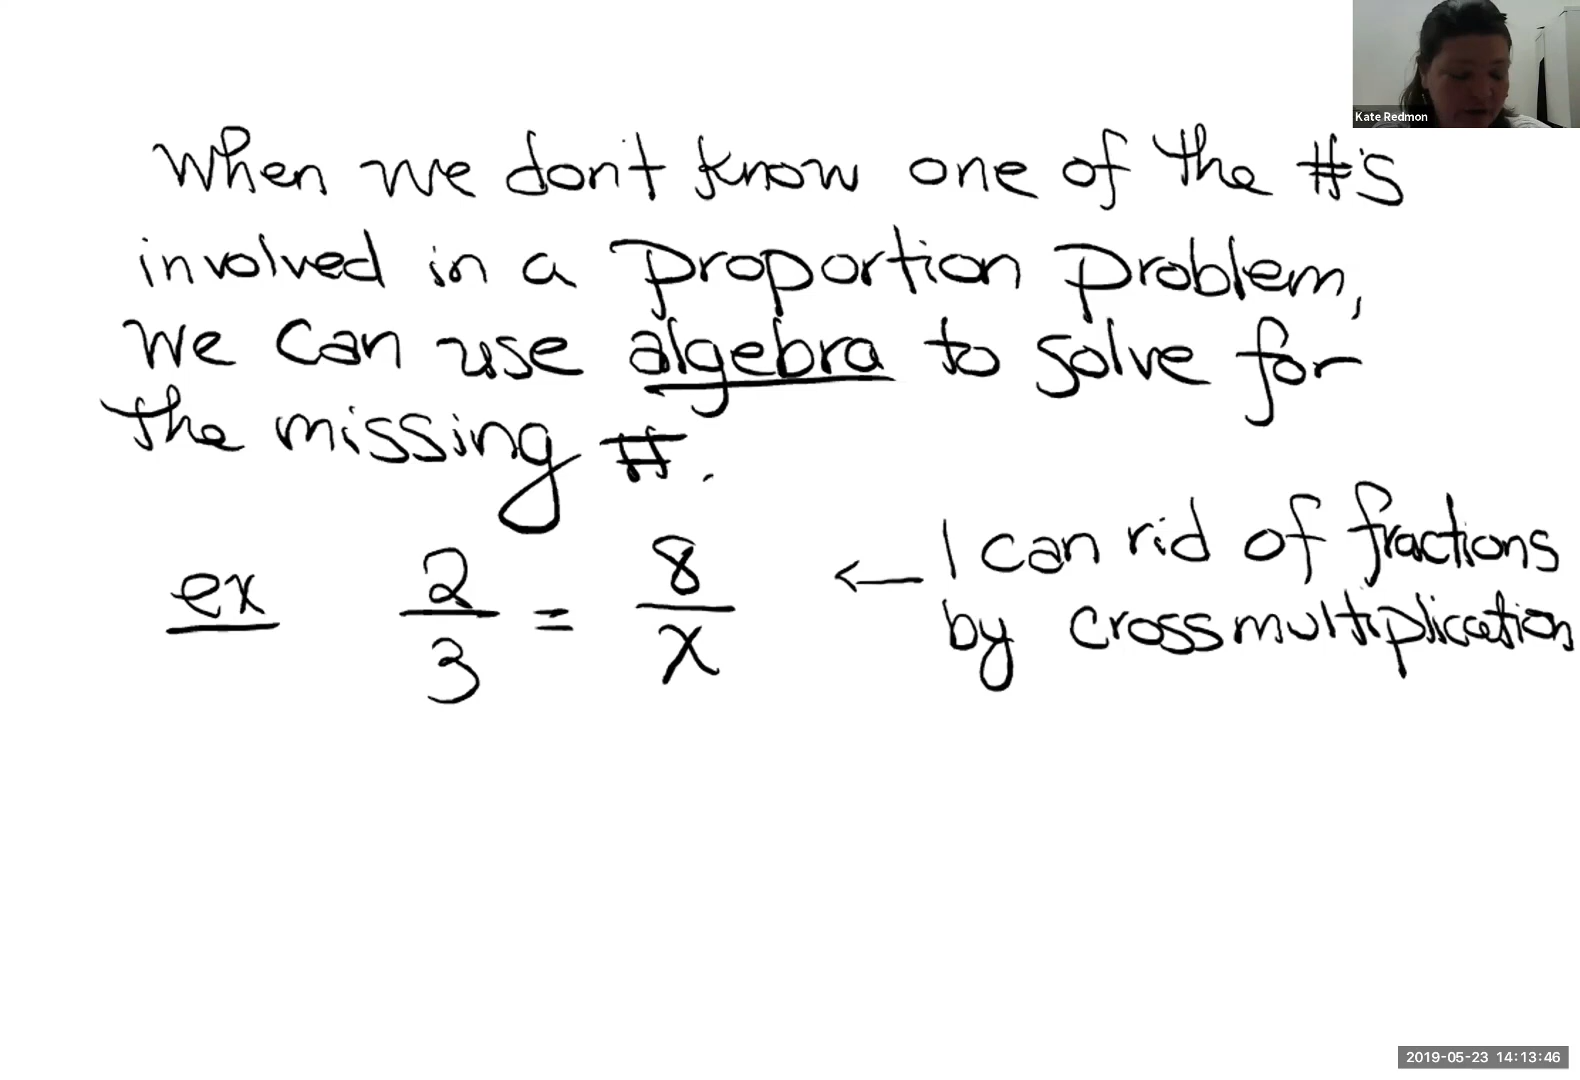 Kate Redmon
When we don't know one of the #'s
involved in a proportion problem,
we can use algebra to solve for
the missing #.
ex 2/3 = 8/x ← I can rid of fractions
by crossmultiplication
2019-05-23 14:13:46